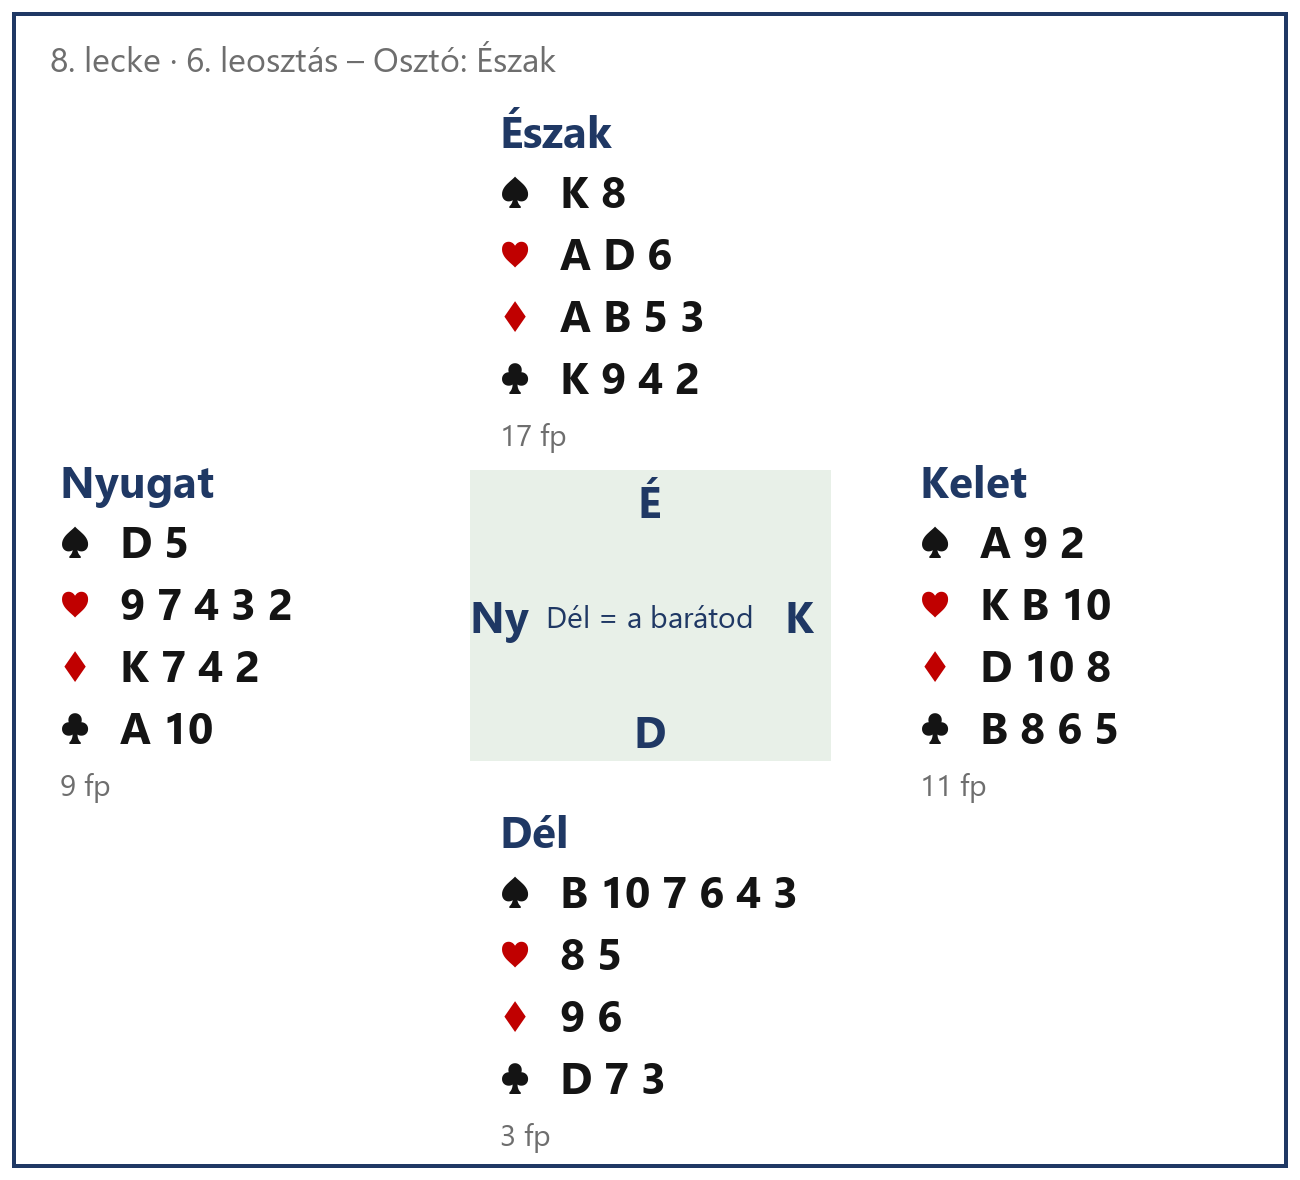 8. lecke · 6. leosztás – Osztó: Észak
Észak
♠ K 8
♥ A D 6
♦ A B 5 3
♣ K 9 4 2
17 fp
Nyugat
♠ D 5
♥ 9 7 4 3 2
♦ K 7 4 2
♣ A 10
9 fp
É
Ny Dél = a barátod K
D
Kelet
♠ A 9 2
♥ K B 10
♦ D 10 8
♣ B 8 6 5
11 fp
Dél
♠ B 10 7 6 4 3
♥ 8 5
♦ 9 6
♣ D 7 3
3 fp